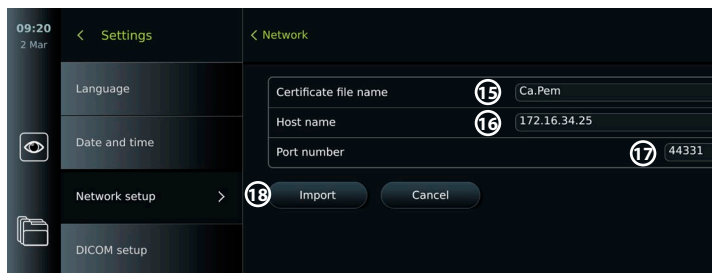 09:20
2 Mar
< Settings
< Network
Language
Date and time
Network setup >
DICOM setup
Certificate file name 15 Ca.Pem
Host name 16 172.16.34.25
Port number 17 44331
18 Import Cancel